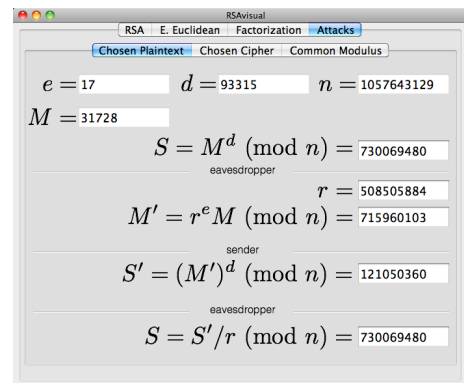 RSAvisual
RSA E. Euclidean Factorization Attacks
Chosen Plaintext Chosen Cipher Common Modulus
e = 17 d = 93315 n = 1057643129
M = 31728
S = M^d (mod n) = 730069480
eavesdropper
r = 508505884
M′ = r^e M (mod n) = 715960103
sender
S′ = (M′)^d (mod n) = 121050360
eavesdropper
S = S′/r (mod n) = 730069480